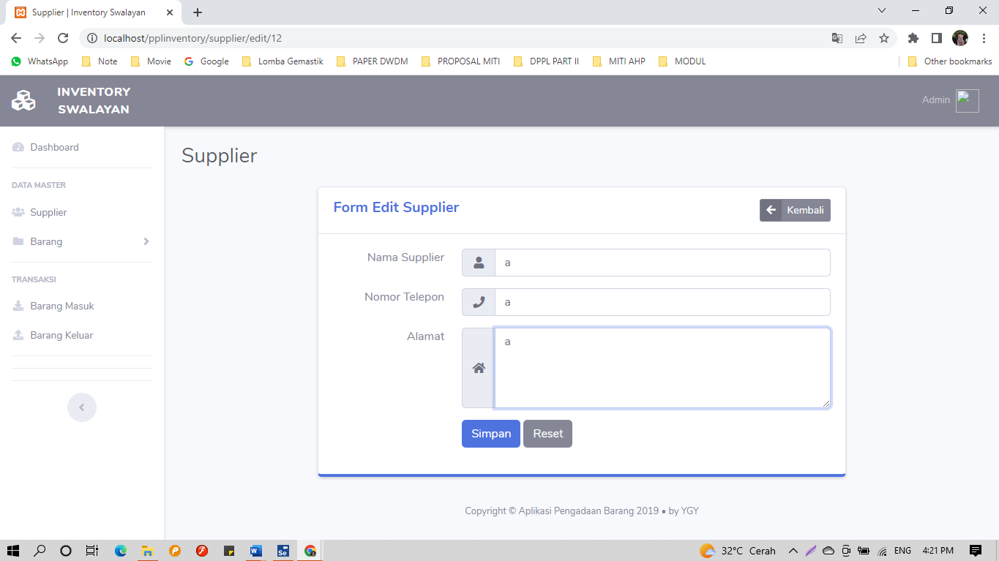 Supplier | Inventory Swalayan
localhost/pplinventory/supplier/edit/12
WhatsApp
Note
Movie
Google
Lomba Gemastik
PAPER DWDM
PROPOSAL MITI
DPPL PART II
MITI AHP
MODUL
Other bookmarks
INVENTORY
SWALAYAN
Admin
Dashboard
DATA MASTER
Supplier
Barang
TRANSAKSI
Barang Masuk
Barang Keluar
Supplier
Form Edit Supplier
Kembali
Nama Supplier
a
Nomor Telepon
a
Alamat
a
Simpan
Reset
Copyright © Aplikasi Pengadaan Barang 2019 • by YGY
32°C Cerah
ENG
4:21 PM